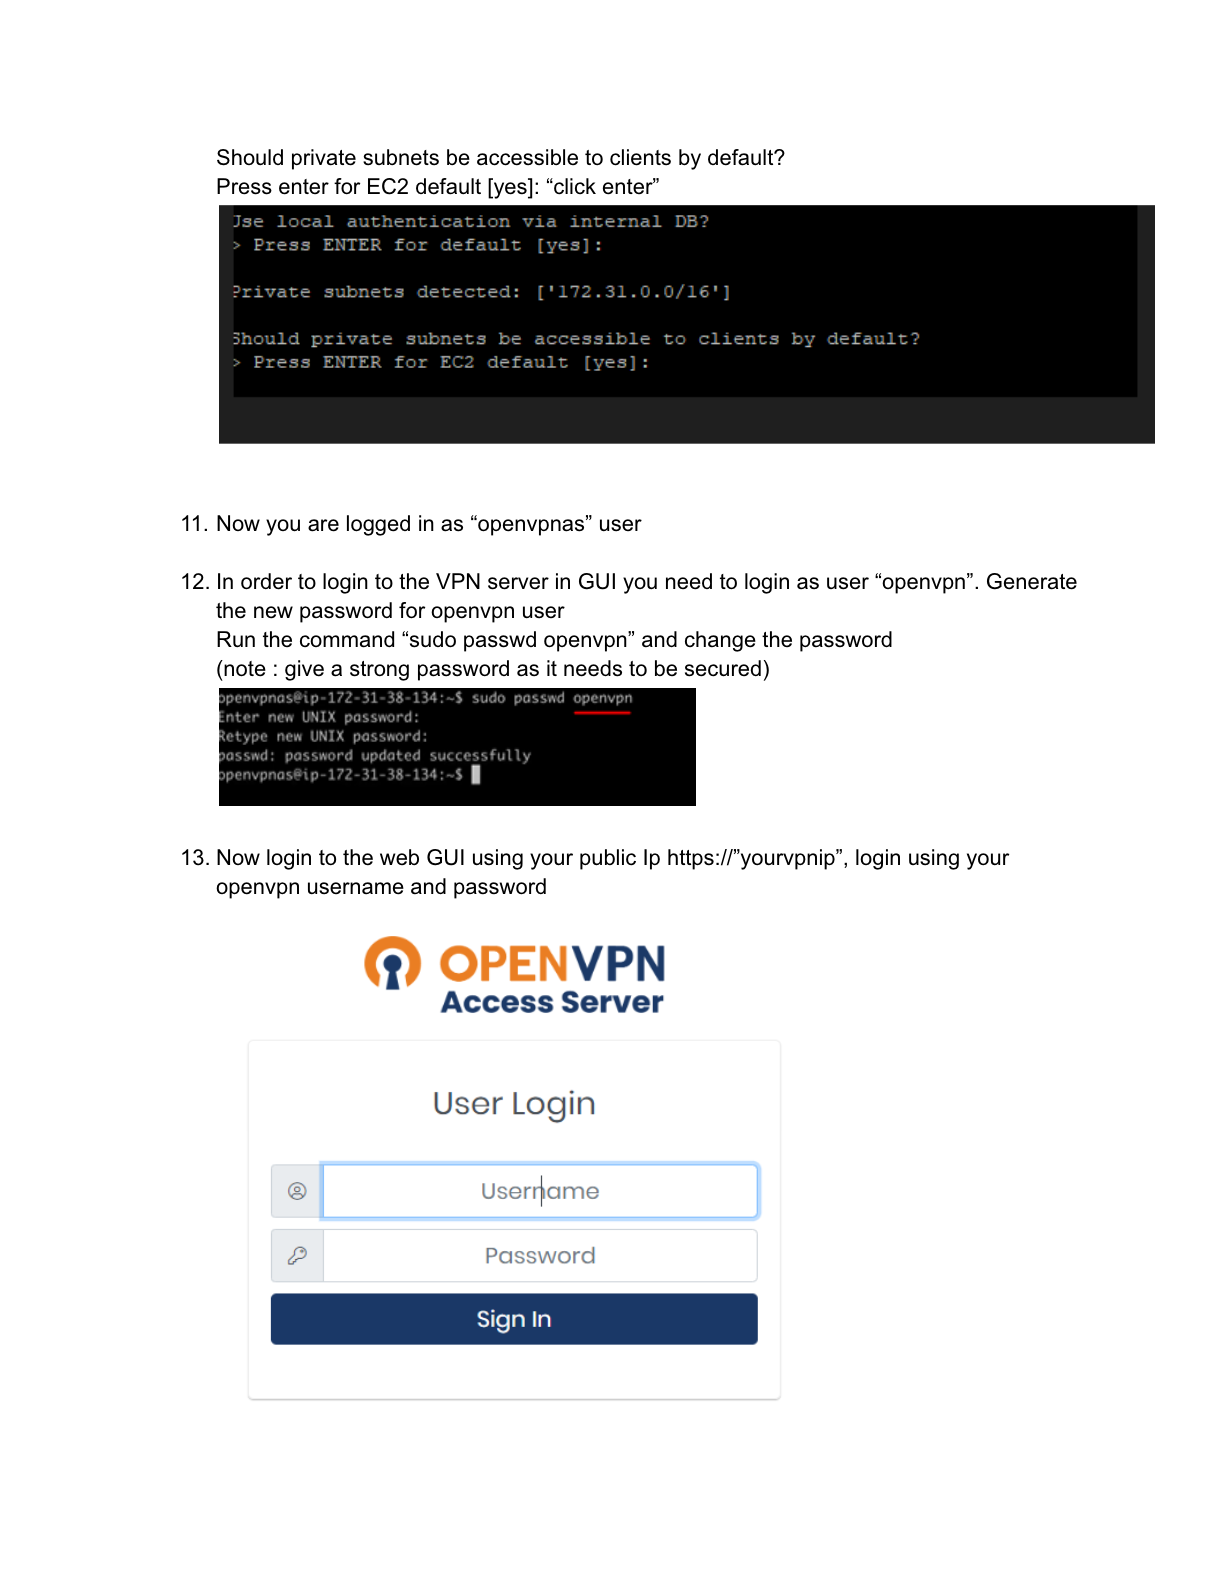 Should private subnets be accessible to clients by default?
Press enter for EC2 default [yes]: “click enter”
Use local authentication via internal DB?
> Press ENTER for default [yes]:
Private subnets detected: ['172.31.0.0/16']
Should private subnets be accessible to clients by default?
> Press ENTER for EC2 default [yes]:
11. Now you are logged in as “openvpnas” user
12. In order to login to the VPN server in GUI you need to login as user “openvpn”. Generate
the new password for openvpn user
Run the command “sudo passwd openvpn” and change the password
(note : give a strong password as it needs to be secured)
openvpnas@ip-172-31-38-134:~$ sudo passwd openvpn
Enter new UNIX password:
Retype new UNIX password:
passwd: password updated successfully
openvpnas@ip-172-31-38-134:~$
13. Now login to the web GUI using your public Ip https://”yourvpnip”, login using your
openvpn username and password
OPENVPN
Access Server
User Login
Username
Password
Sign In